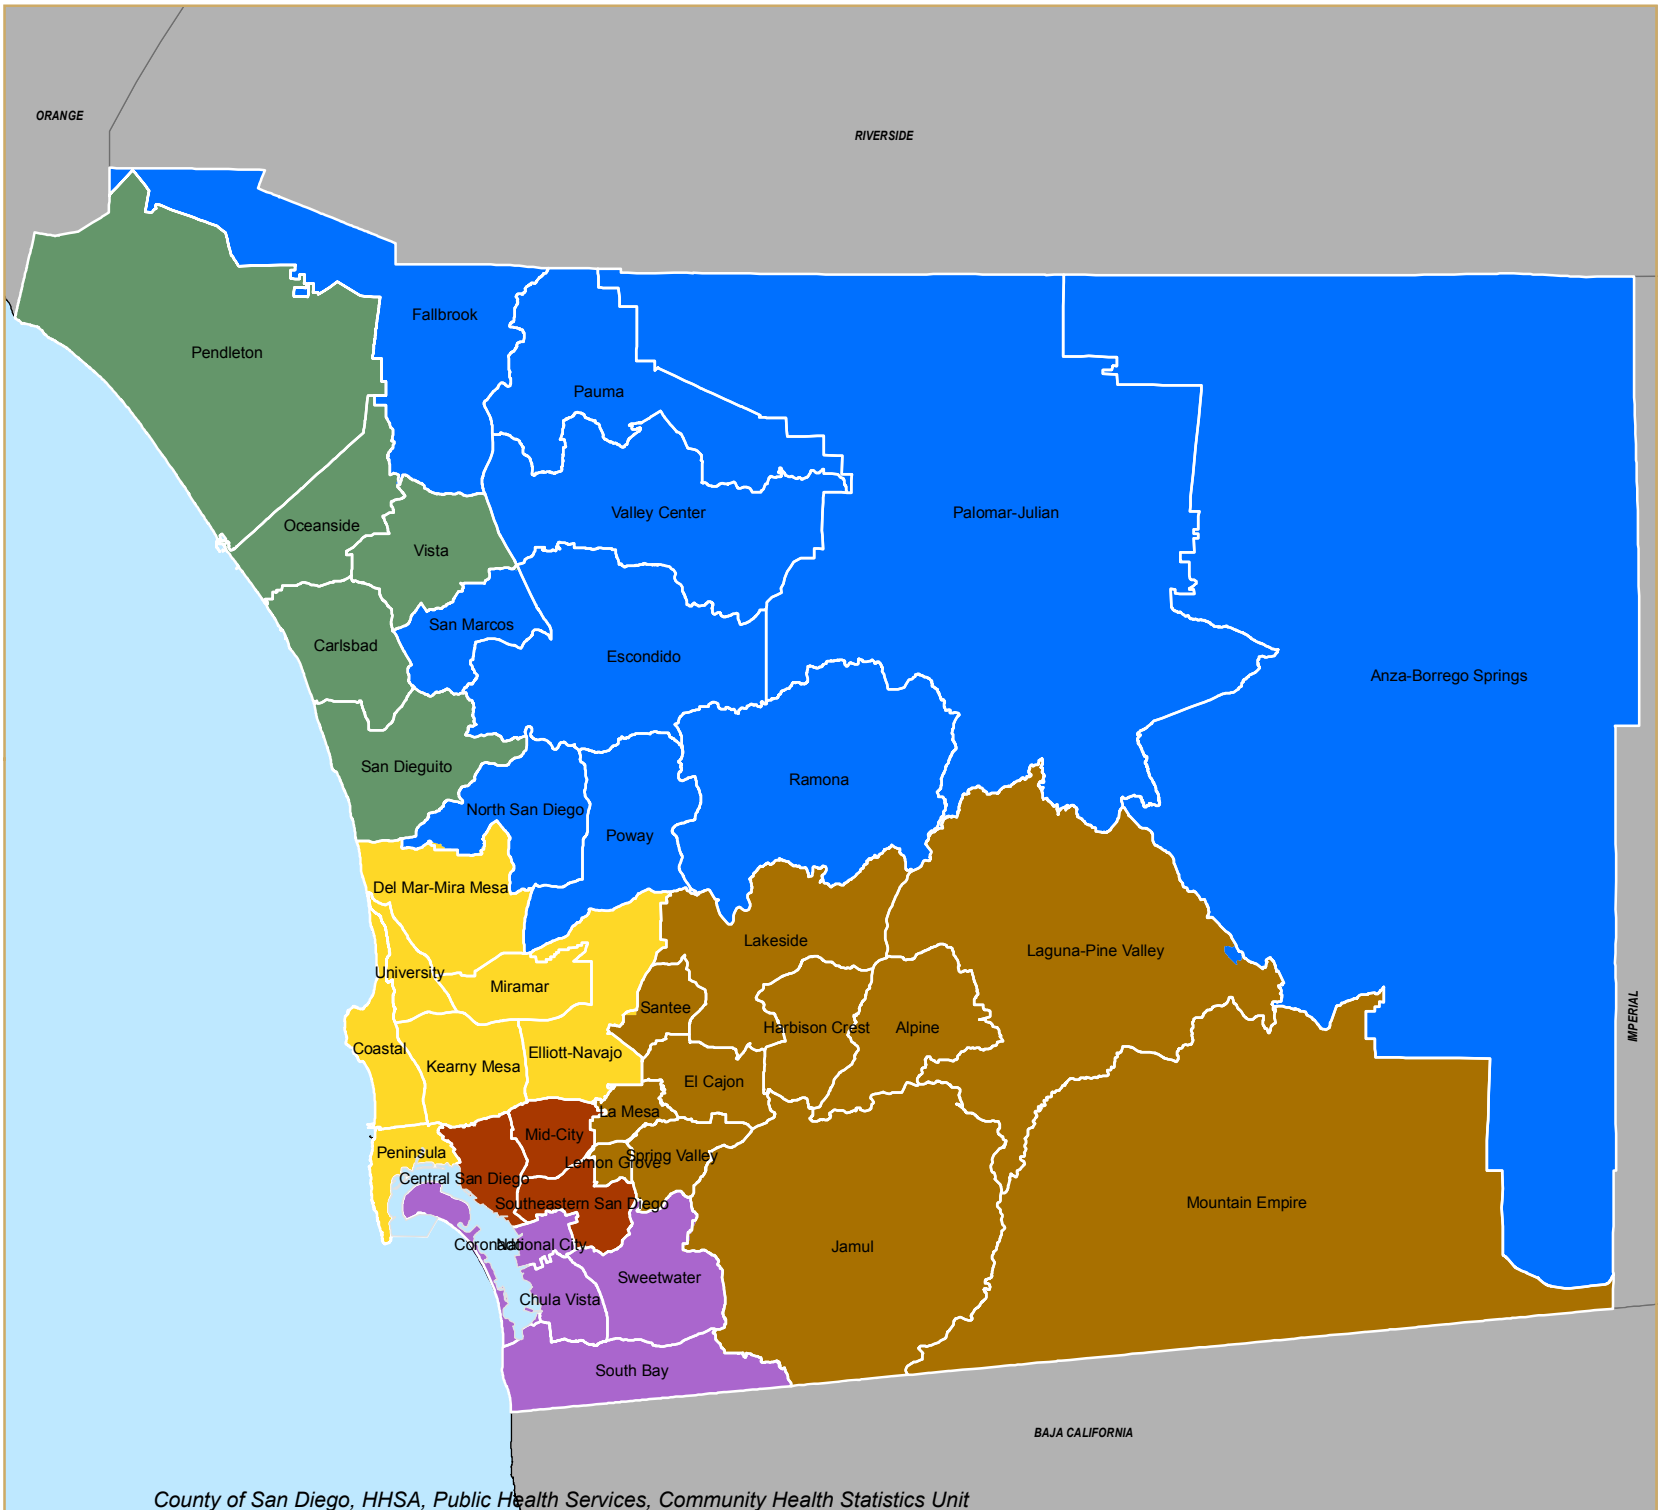 ORANGE
RIVERSIDE
Fallbrook
Pendleton
Pauma
Valley Center
Palomar-Julian
Oceanside
Vista
San Marcos
Carlsbad
Escondido
Anza-Borrego Springs
San Dieguito
Ramona
North San Diego
Poway
Del Mar-Mira Mesa
Lakeside
Laguna-Pine Valley
University
Miramar
Santee
Harbison Crest
Alpine
IMPERIAL
Coastal
Elliott-Navajo
Kearny Mesa
El Cajon
La Mesa
Mid-City
Peninsula
Lemon Grove
Spring Valley
Central San Diego
Southeastern San Diego
Mountain Empire
Coronado
National City
Jamul
Sweetwater
Chula Vista
South Bay
BAJA CALIFORNIA
County of San Diego, HHSA, Public Health Services, Community Health Statistics Unit